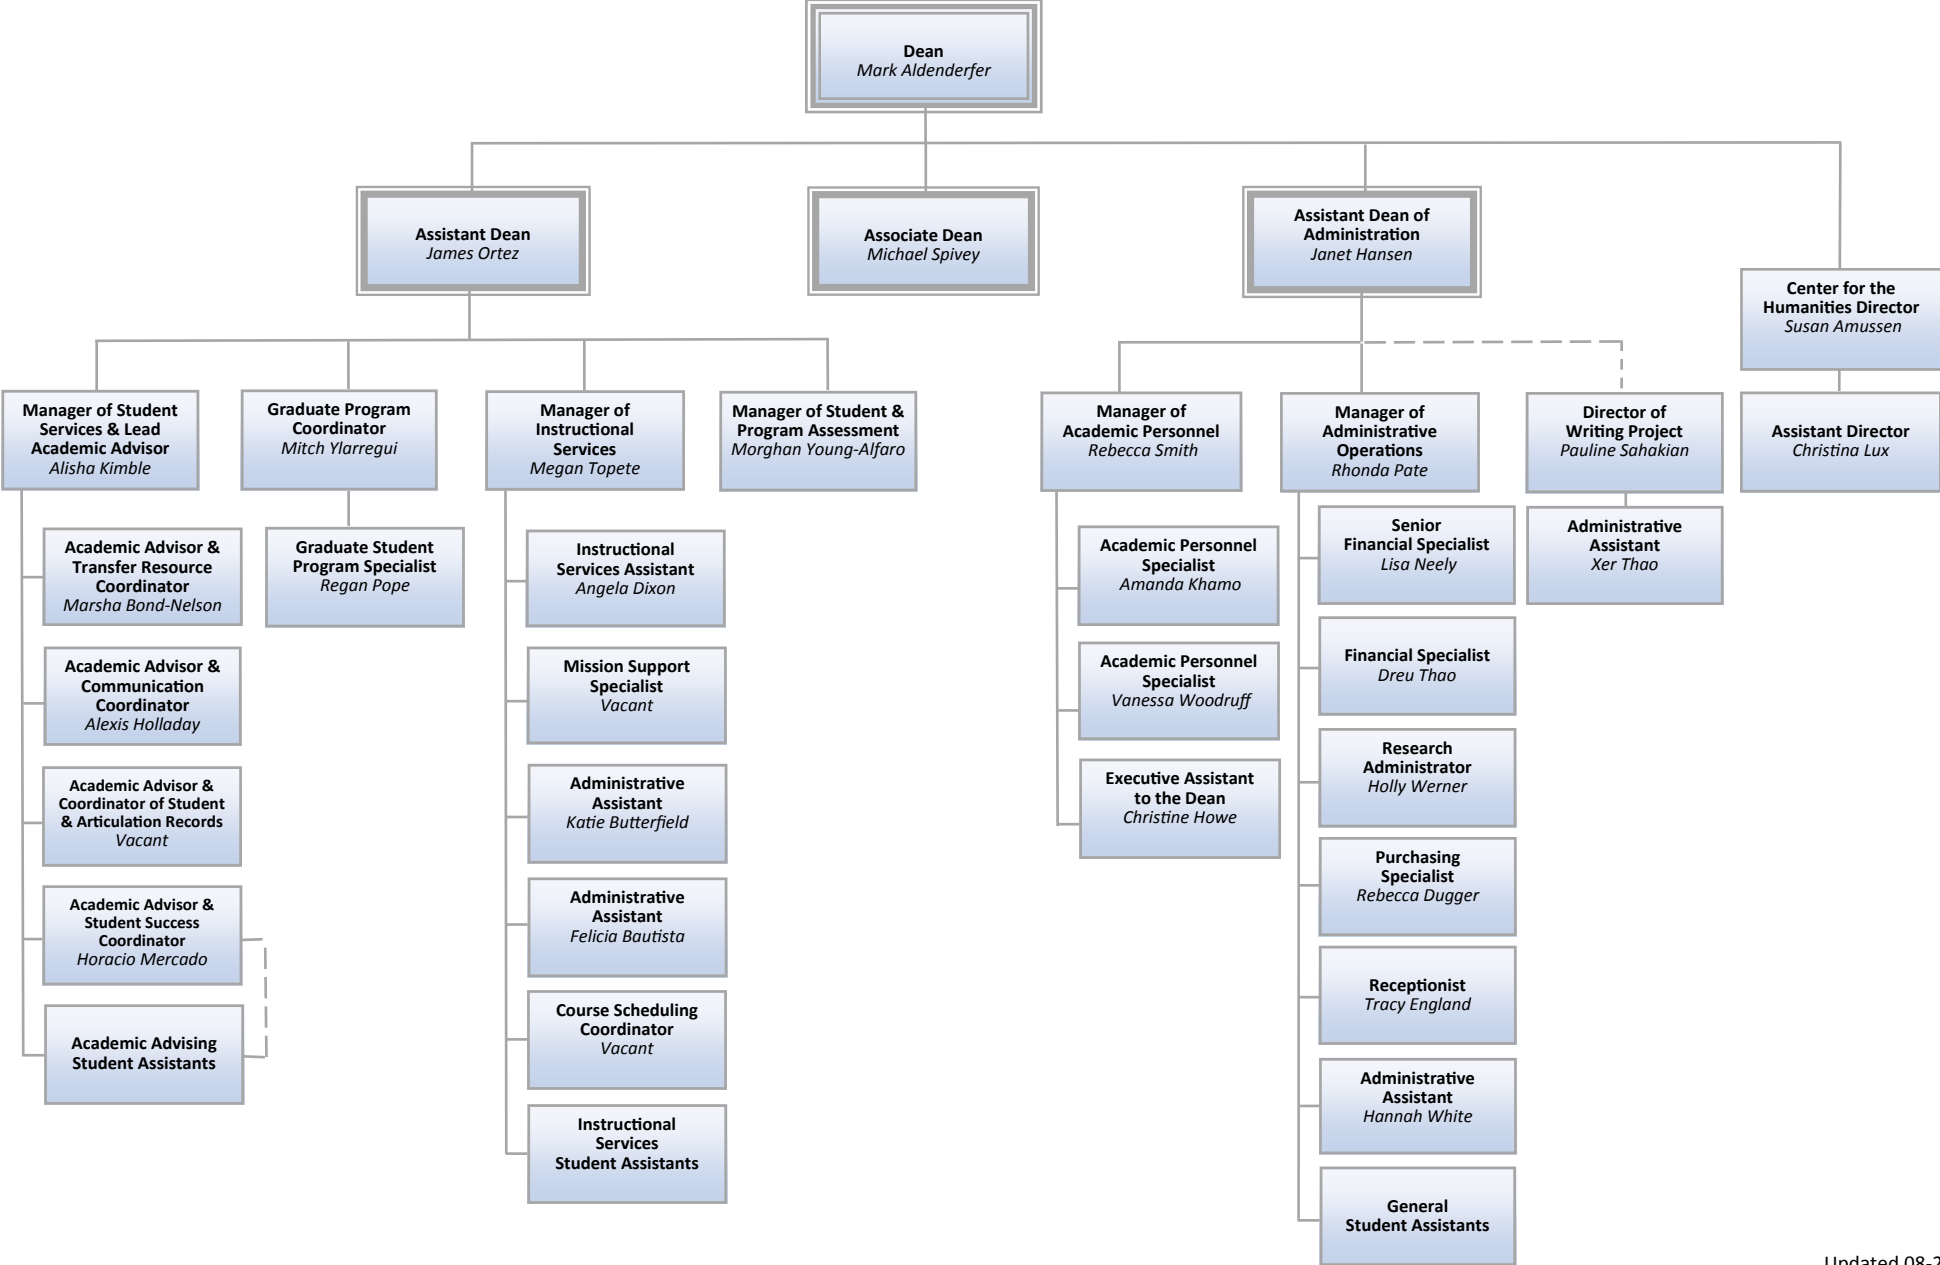 Dean
Mark Aldenderfer
Assistant Dean
James Ortez
Associate Dean
Michael Spivey
Assistant Dean of
Administration
Janet Hansen
Center for the
Humanities Director
Susan Amussen
Manager of Student
Services & Lead
Academic Advisor
Alisha Kimble
Graduate Program
Coordinator
Mitch Ylarregui
Manager of
Instructional
Services
Megan Topete
Manager of Student &
Program Assessment
Morghan Young-Alfaro
Manager of
Academic Personnel
Rebecca Smith
Manager of
Administrative
Operations
Rhonda Pate
Director of
Writing Project
Pauline Sahakian
Assistant Director
Christina Lux
Academic Advisor &
Transfer Resource
Coordinator
Marsha Bond-Nelson
Academic Advisor &
Communication
Coordinator
Alexis Holladay
Academic Advisor &
Coordinator of Student
& Articulation Records
Vacant
Academic Advisor &
Student Success
Coordinator
Horacio Mercado
Academic Advising
Student Assistants
Graduate Student
Program Specialist
Regan Pope
Instructional
Services Assistant
Angela Dixon
Mission Support
Specialist
Vacant
Administrative
Assistant
Katie Butterfield
Administrative
Assistant
Felicia Bautista
Course Scheduling
Coordinator
Vacant
Instructional
Services
Student Assistants
Academic Personnel
Specialist
Amanda Khamo
Academic Personnel
Specialist
Vanessa Woodruff
Executive Assistant
to the Dean
Christine Howe
Senior
Financial Specialist
Lisa Neely
Financial Specialist
Dreu Thao
Research
Administrator
Holly Werner
Purchasing
Specialist
Rebecca Dugger
Receptionist
Tracy England
Administrative
Assistant
Hannah White
General
Student Assistants
Administrative
Assistant
Xer Thao
Updated 08-2